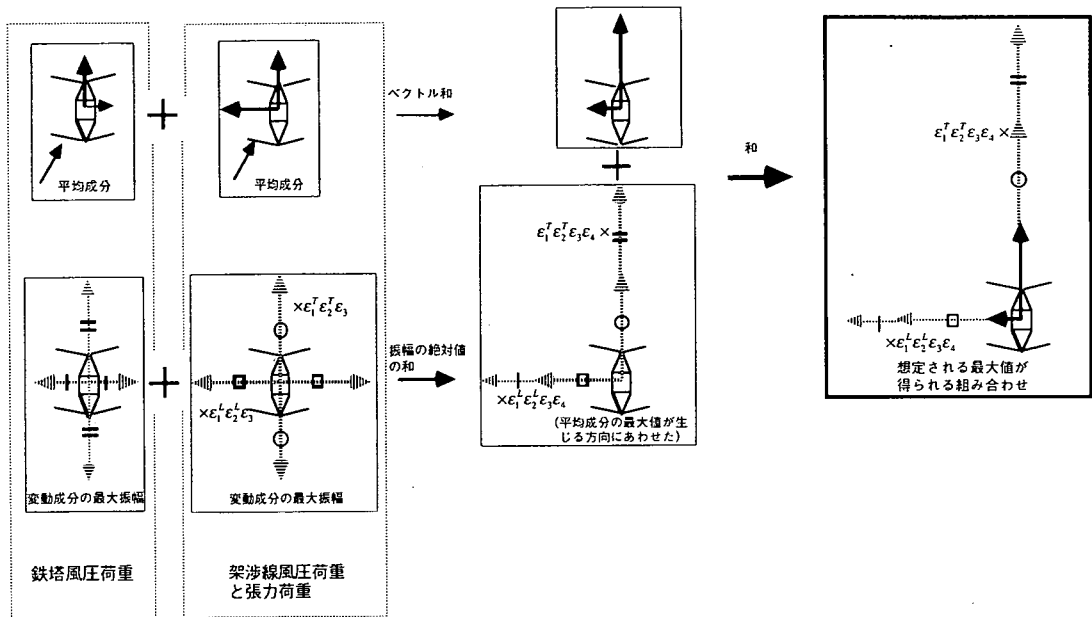 平均成分
平均成分
ベクトル和
和
ε₁ᵀε₂ᵀε₃ε₄×
ε₁ᵀε₂ᵀε₃ε₄×
×ε₁ᵀε₂ᵀε₃
×ε₁ᴸε₂ᴸε₃
振幅の絶対値
の和
×ε₁ᴸε₂ᴸε₃ε₄
(平均成分の最大値が生
じる方向にあわせた)
×ε₁ᴸε₂ᴸε₃ε₄
想定される最大値が
得られる組み合わせ
変動成分の最大振幅
変動成分の最大振幅
鉄塔風圧荷重
架渉線風圧荷重
と張力荷重